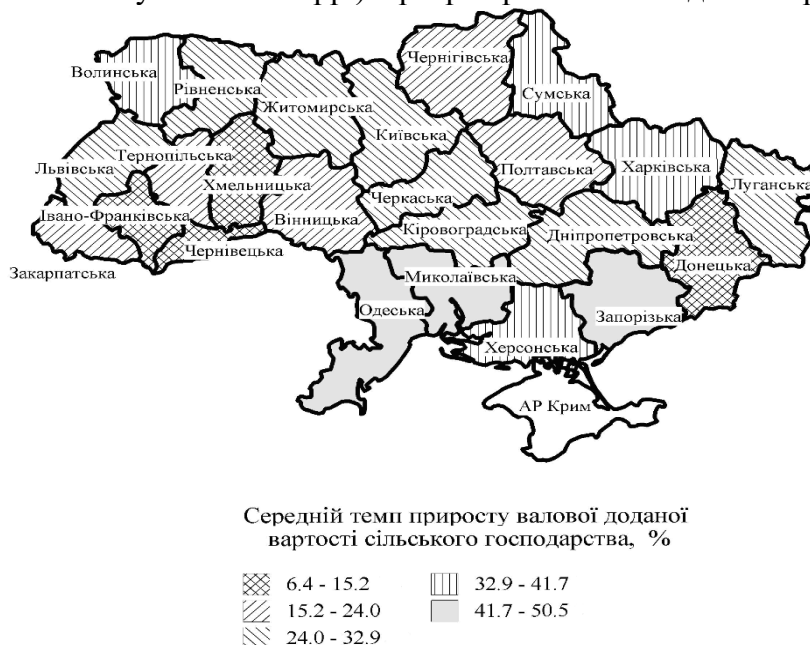 Чернігівська
Волинська
Сумська
Рівненська
Житомирська
Київська
Тернопільська
Львівська
Полтавська
Харківська
Хмельницька
Луганська
Черкаська
Івано-Франківська
Вінницька
Кіровоградська
Дніпропетровська
Чернівецька
Закарпатська
Донецька
Миколаївська
Одеська
Запорізька
Херсонська
АР Крим
Середній темп приросту валової доданої
вартості сільського господарства, %
6.4 - 15.2
15.2 - 24.0
24.0 - 32.9
32.9 - 41.7
41.7 - 50.5